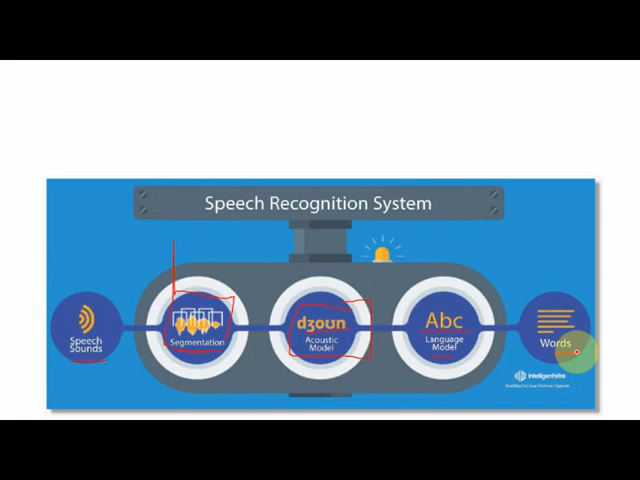 Speech Recognition System
Speech
Sounds
Segmentation
dʒoʊn
Acoustic
Model
Abc
Language
Model
Words
IntelligentWire